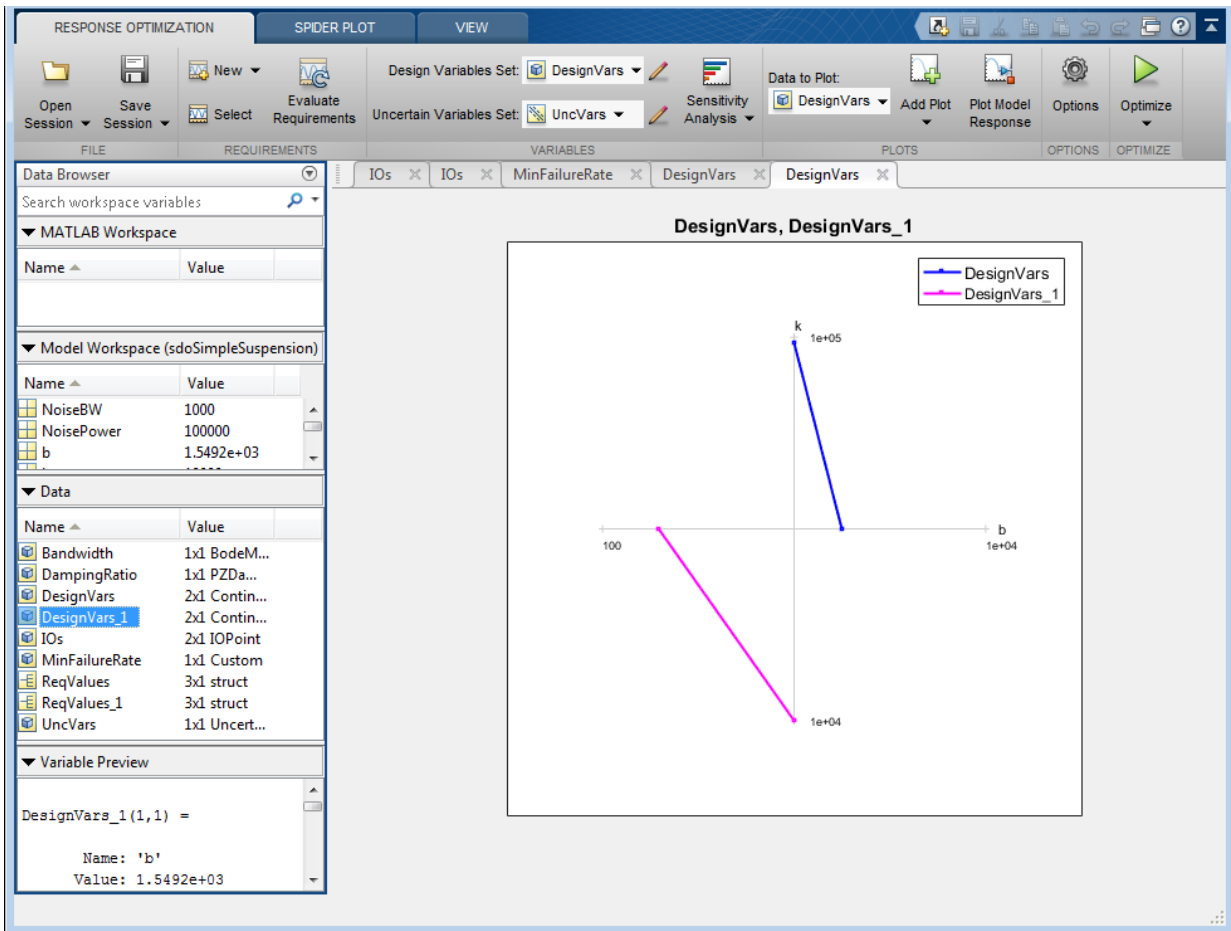 RESPONSE OPTIMIZATION SPIDER PLOT VIEW
New Design Variables Set: DesignVars Data to Plot:
Open Session Save Session Select Evaluate Requirements Uncertain Variables Set: UncVars Sensitivity Analysis DesignVars Add Plot Plot Model Response Options Optimize
FILE REQUIREMENTS VARIABLES PLOTS OPTIONS OPTIMIZE
Data Browser
Search workspace variables
MATLAB Workspace
Name Value
Model Workspace (sdoSimpleSuspension)
Name Value
NoiseBW 1000
NoisePower 100000
b 1.5492e+03
Data
Name Value
Bandwidth 1x1 BodeM...
DampingRatio 1x1 PZDa...
DesignVars 2x1 Contin...
DesignVars_1 2x1 Contin...
IOs 2x1 IOPoint
MinFailureRate 1x1 Custom
ReqValues 3x1 struct
ReqValues_1 3x1 struct
UncVars 1x1 Uncert...
Variable Preview
DesignVars_1(1,1) =
Name: 'b'
Value: 1.5492e+03
IOs IOs MinFailureRate DesignVars DesignVars
DesignVars, DesignVars_1
DesignVars
DesignVars_1
k
1e+05
b
100 1e+04
1e+04